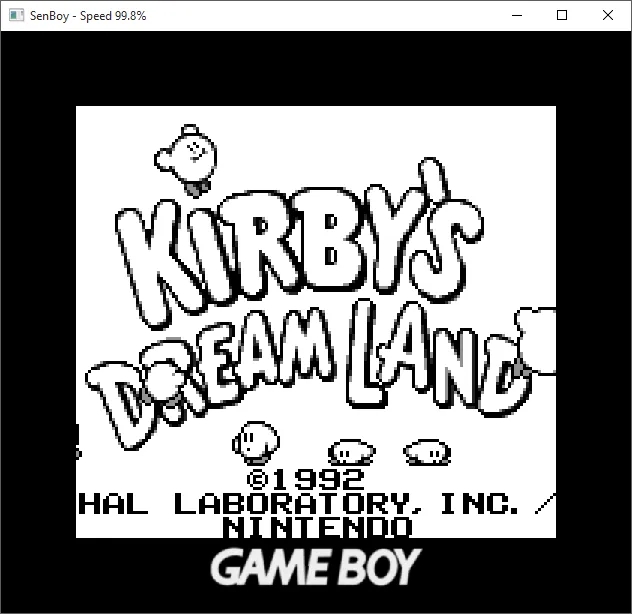 SenBoy - Speed 99.8%
KIRBY'S
DREAM LAND
©1992
HAL LABORATORY, INC. /
NINTENDO
GAME BOY